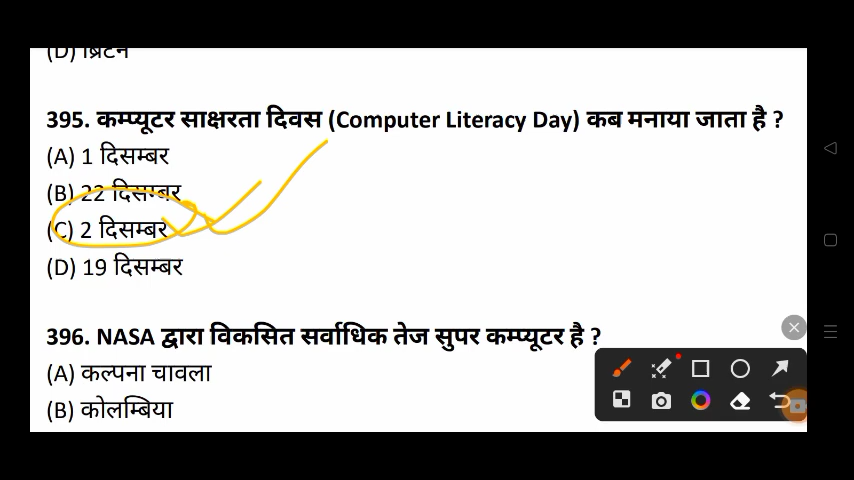 (D) ब्रिटेन
395. कम्प्यूटर साक्षरता दिवस (Computer Literacy Day) कब मनाया जाता है ?
(A) 1 दिसम्बर
(B) 22 दिसम्बर
(C) 2 दिसम्बर
(D) 19 दिसम्बर
396. NASA द्वारा विकसित सर्वाधिक तेज सुपर कम्प्यूटर है ?
(A) कल्पना चावला
(B) कोलम्बिया